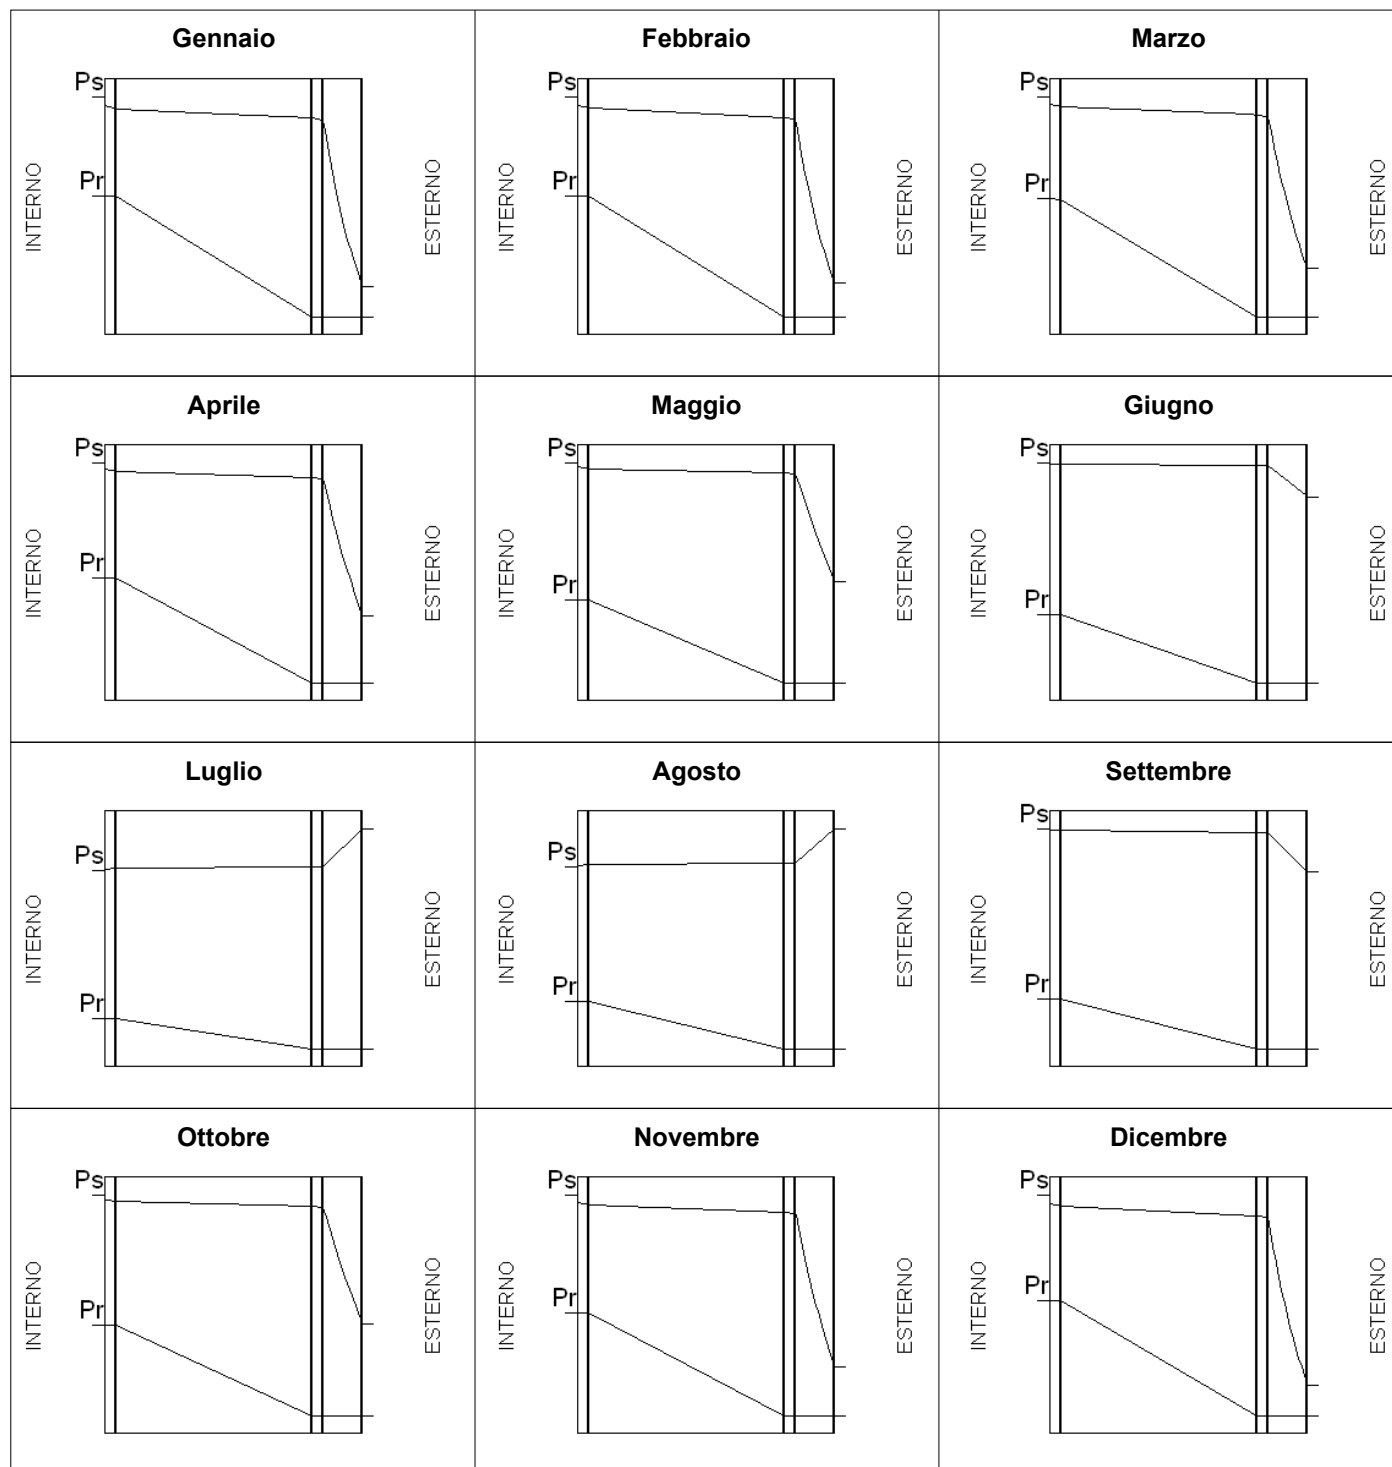 Gennaio
Ps
Pr
INTERNO
ESTERNO
Febbraio
Ps
Pr
INTERNO
ESTERNO
Marzo
Ps
Pr
INTERNO
ESTERNO
Aprile
Ps
Pr
INTERNO
ESTERNO
Maggio
Ps
Pr
INTERNO
ESTERNO
Giugno
Ps
Pr
INTERNO
ESTERNO
Luglio
Ps
Pr
INTERNO
ESTERNO
Agosto
Ps
Pr
INTERNO
ESTERNO
Settembre
Ps
Pr
INTERNO
ESTERNO
Ottobre
Ps
Pr
INTERNO
ESTERNO
Novembre
Ps
Pr
INTERNO
ESTERNO
Dicembre
Ps
Pr
INTERNO
ESTERNO